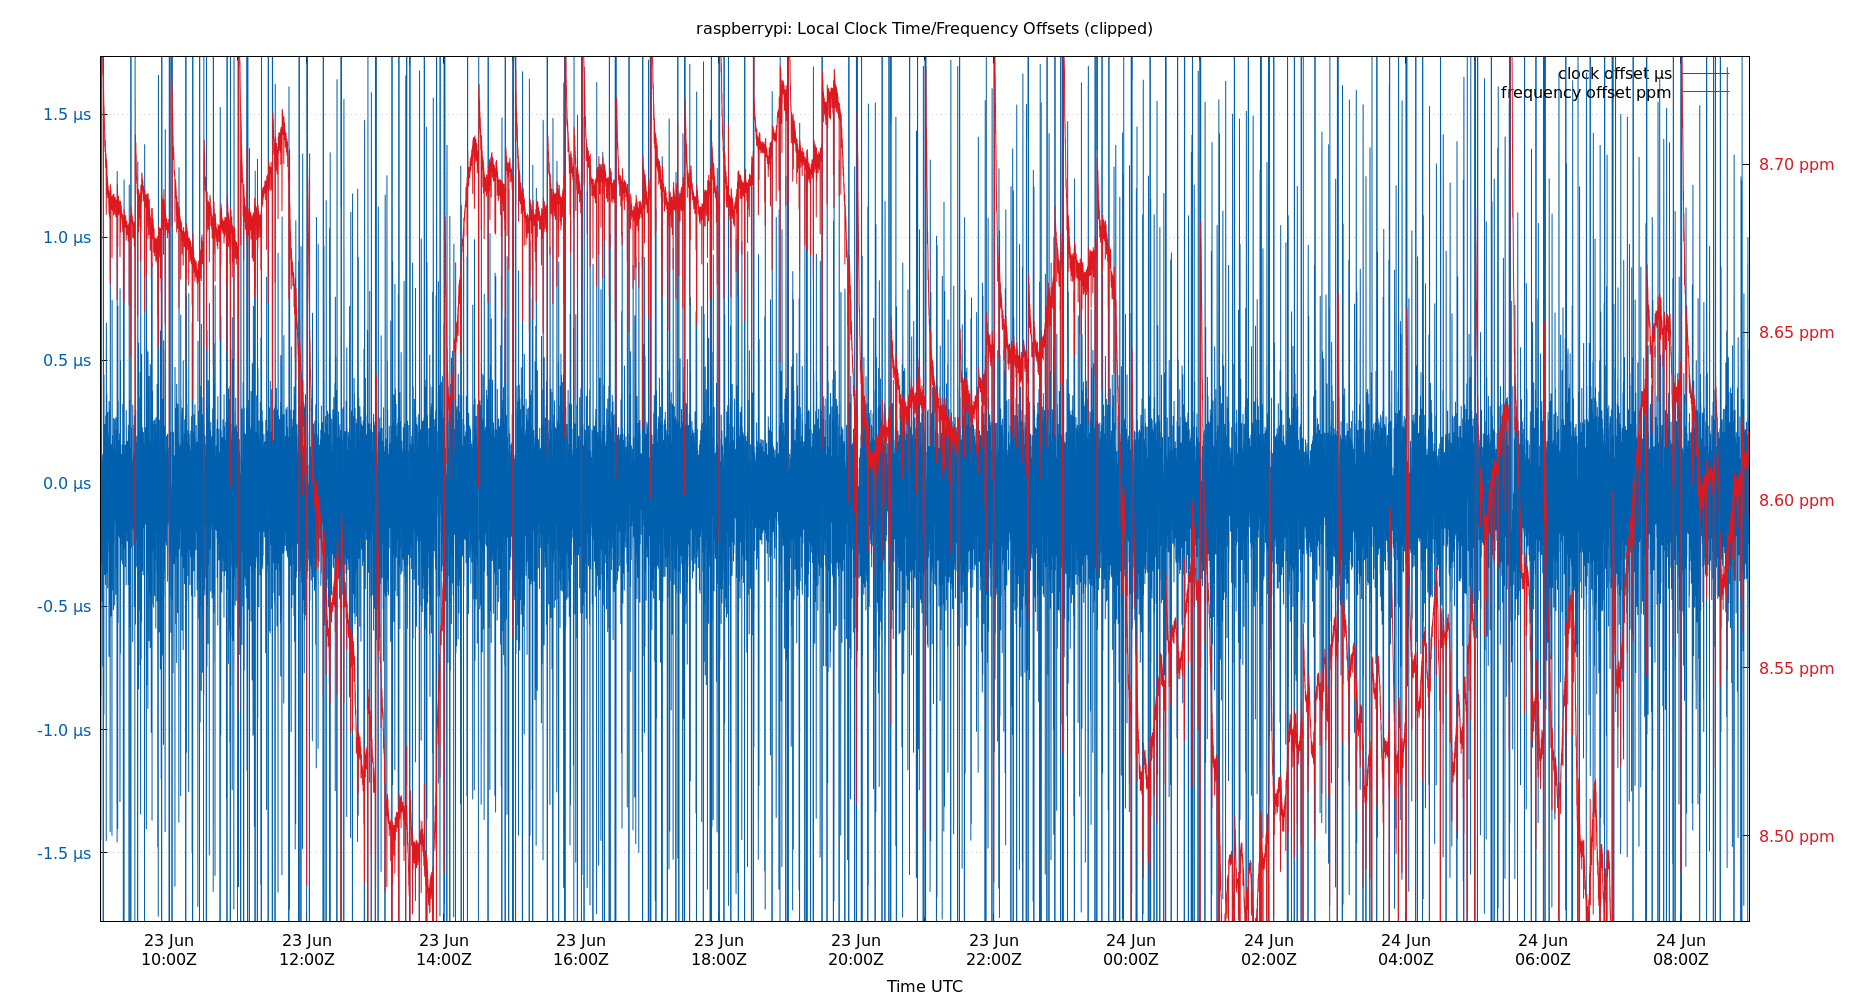 raspberrypi: Local Clock Time/Frequency Offsets (clipped)
clock offset µs
frequency offset ppm
1.5 µs
1.0 µs
0.5 µs
0.0 µs
-0.5 µs
-1.0 µs
-1.5 µs
8.70 ppm
8.65 ppm
8.60 ppm
8.55 ppm
8.50 ppm
23 Jun 23 Jun 23 Jun 23 Jun 23 Jun 23 Jun 23 Jun 24 Jun 24 Jun 24 Jun 24 Jun 24 Jun
10:00Z 12:00Z 14:00Z 16:00Z 18:00Z 20:00Z 22:00Z 00:00Z 02:00Z 04:00Z 06:00Z 08:00Z
Time UTC